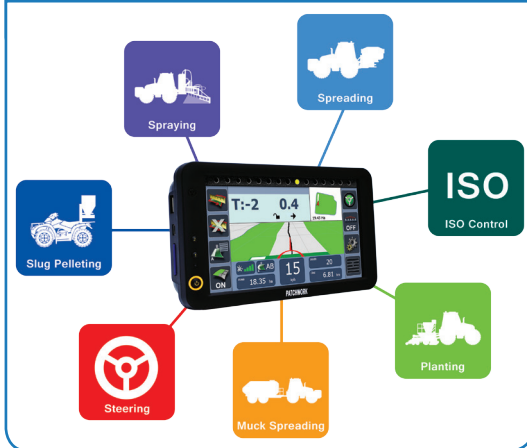 Spraying
Spreading
ISO
ISO Control
Slug Pelleting
T:-2 0.4
OFF
AB
ON
18.35
15
20
6.81
PATCHWORK
Planting
Steering
Muck Spreading